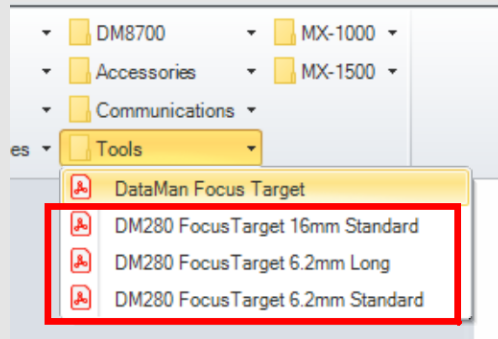 DM8700 MX-1000
Accessories MX-1500
Communications
es Tools
DataMan Focus Target
DM280 FocusTarget 16mm Standard
DM280 FocusTarget 6.2mm Long
DM280 FocusTarget 6.2mm Standard